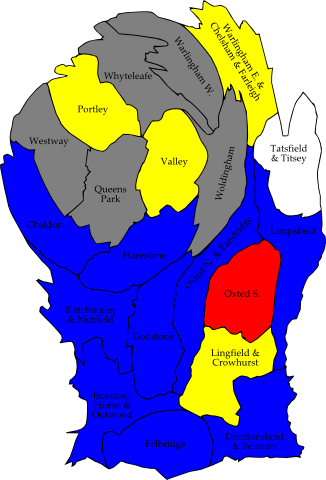 Warlingham E. &
Chelsham & Farleigh
Warlingham W.
Whyteleafe
Portley
Westway
Valley
Tatsfield
& Titsey
Queens
Park
Woldingham
Chaldon
Harestone
Oxted N. & Tandridge
Limpsfield
Oxted S.
Bletchingley
& Nutfield
Godstone
Lingfield &
Crowhurst
Burstow,
Horne &
Outwood
Felbridge
Dormansland
& Felcourt